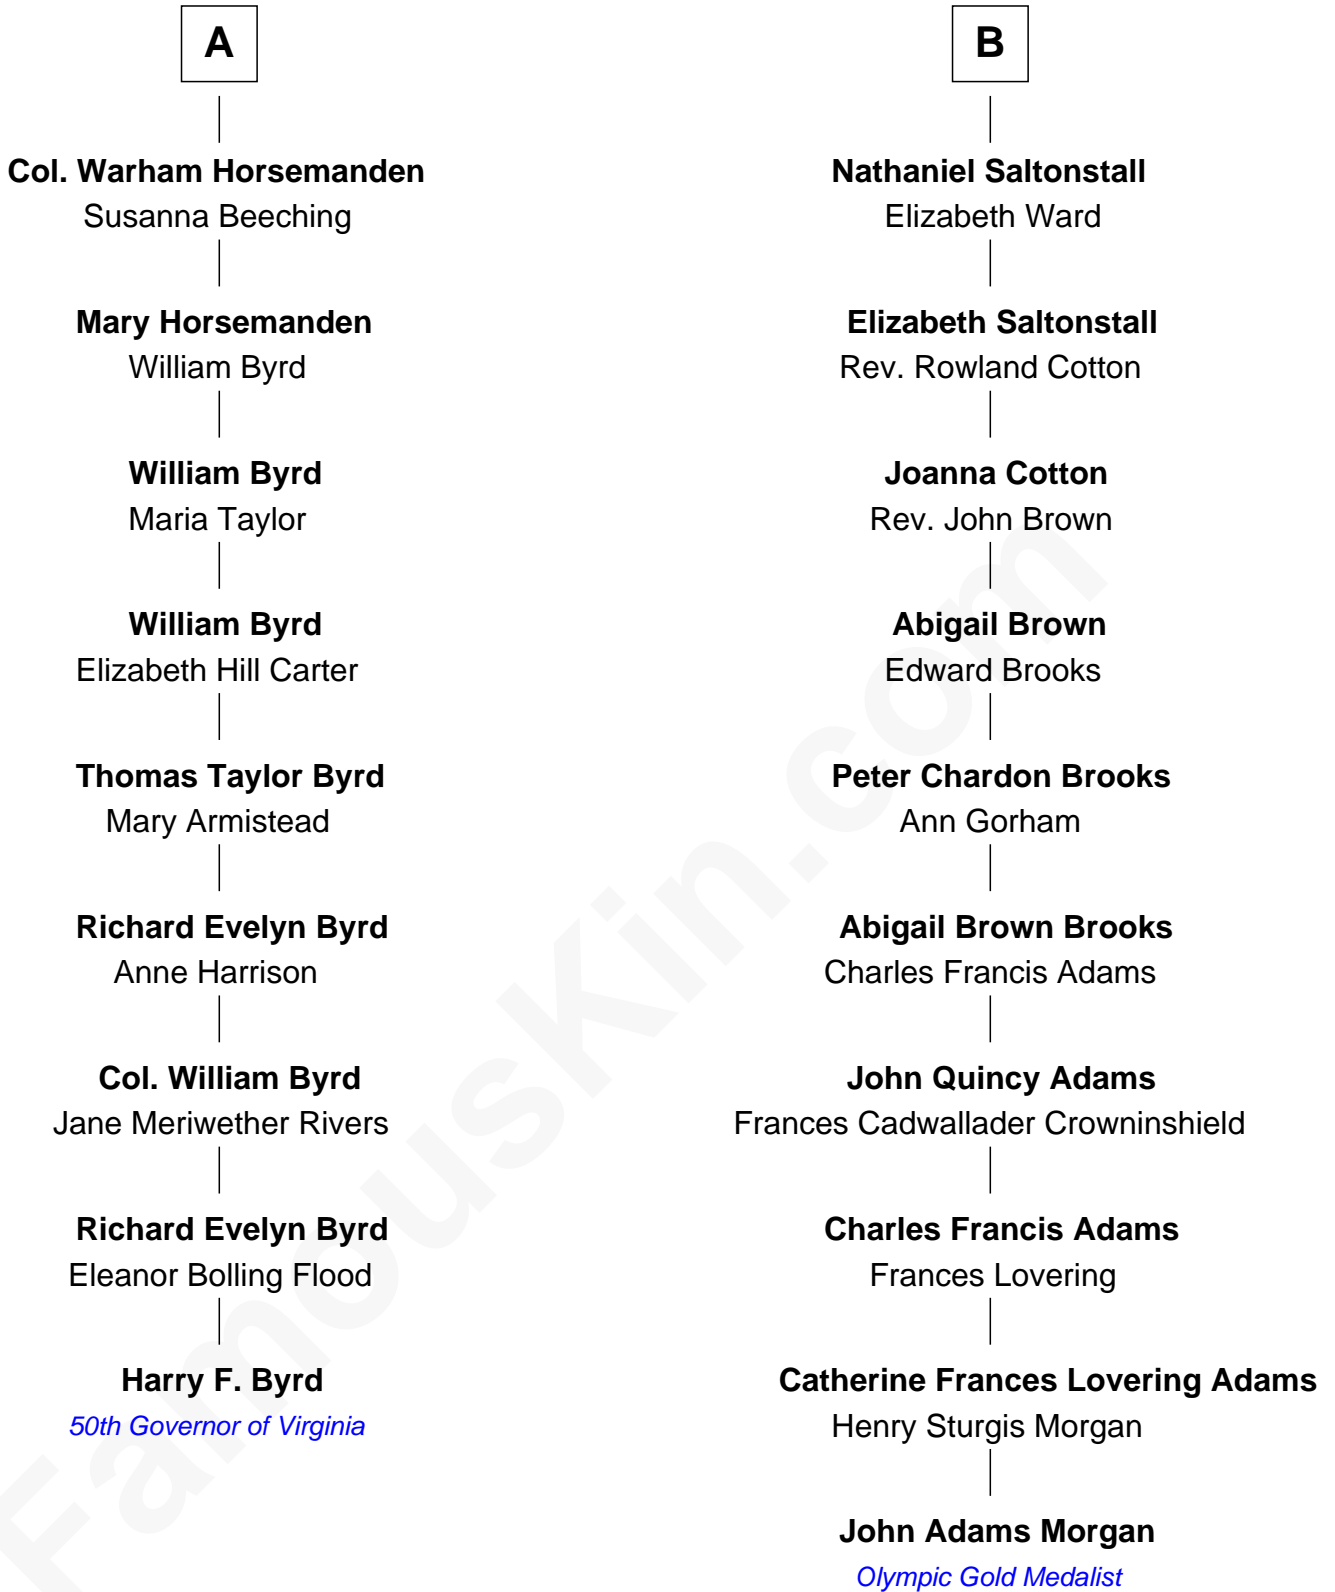 A
Col. Warham Horsemanden
Susanna Beeching
Mary Horsemanden
William Byrd
William Byrd
Maria Taylor
William Byrd
Elizabeth Hill Carter
Thomas Taylor Byrd
Mary Armistead
Richard Evelyn Byrd
Anne Harrison
Col. William Byrd
Jane Meriwether Rivers
Richard Evelyn Byrd
Eleanor Bolling Flood
Harry F. Byrd
50th Governor of Virginia
B
Nathaniel Saltonstall
Elizabeth Ward
Elizabeth Saltonstall
Rev. Rowland Cotton
Joanna Cotton
Rev. John Brown
Abigail Brown
Edward Brooks
Peter Chardon Brooks
Ann Gorham
Abigail Brown Brooks
Charles Francis Adams
John Quincy Adams
Frances Cadwallader Crowninshield
Charles Francis Adams
Frances Lovering
Catherine Frances Lovering Adams
Henry Sturgis Morgan
John Adams Morgan
Olympic Gold Medalist
FamousKin.com